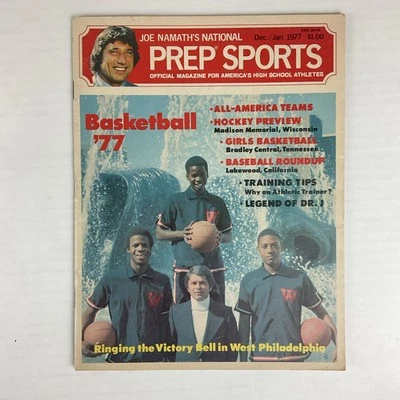 JOE NAMATH'S NATIONAL
Dec./Jan. 1977 $1.00
PREP SPORTS
OFFICIAL MAGAZINE FOR AMERICA'S HIGH SCHOOL ATHLETES
Basketball
'77
• ALL-AMERICA TEAMS
• HOCKEY PREVIEW
Madison Memorial, Wisconsin
• GIRLS BASKETBALL
Bradley Central, Tennessee
• BASEBALL ROUNDUP
Lakewood, California
• TRAINING TIPS
Why an Athletic Trainer?
• LEGEND OF DR. J
W
W
Ringing the Victory Bell in West Philadelphia